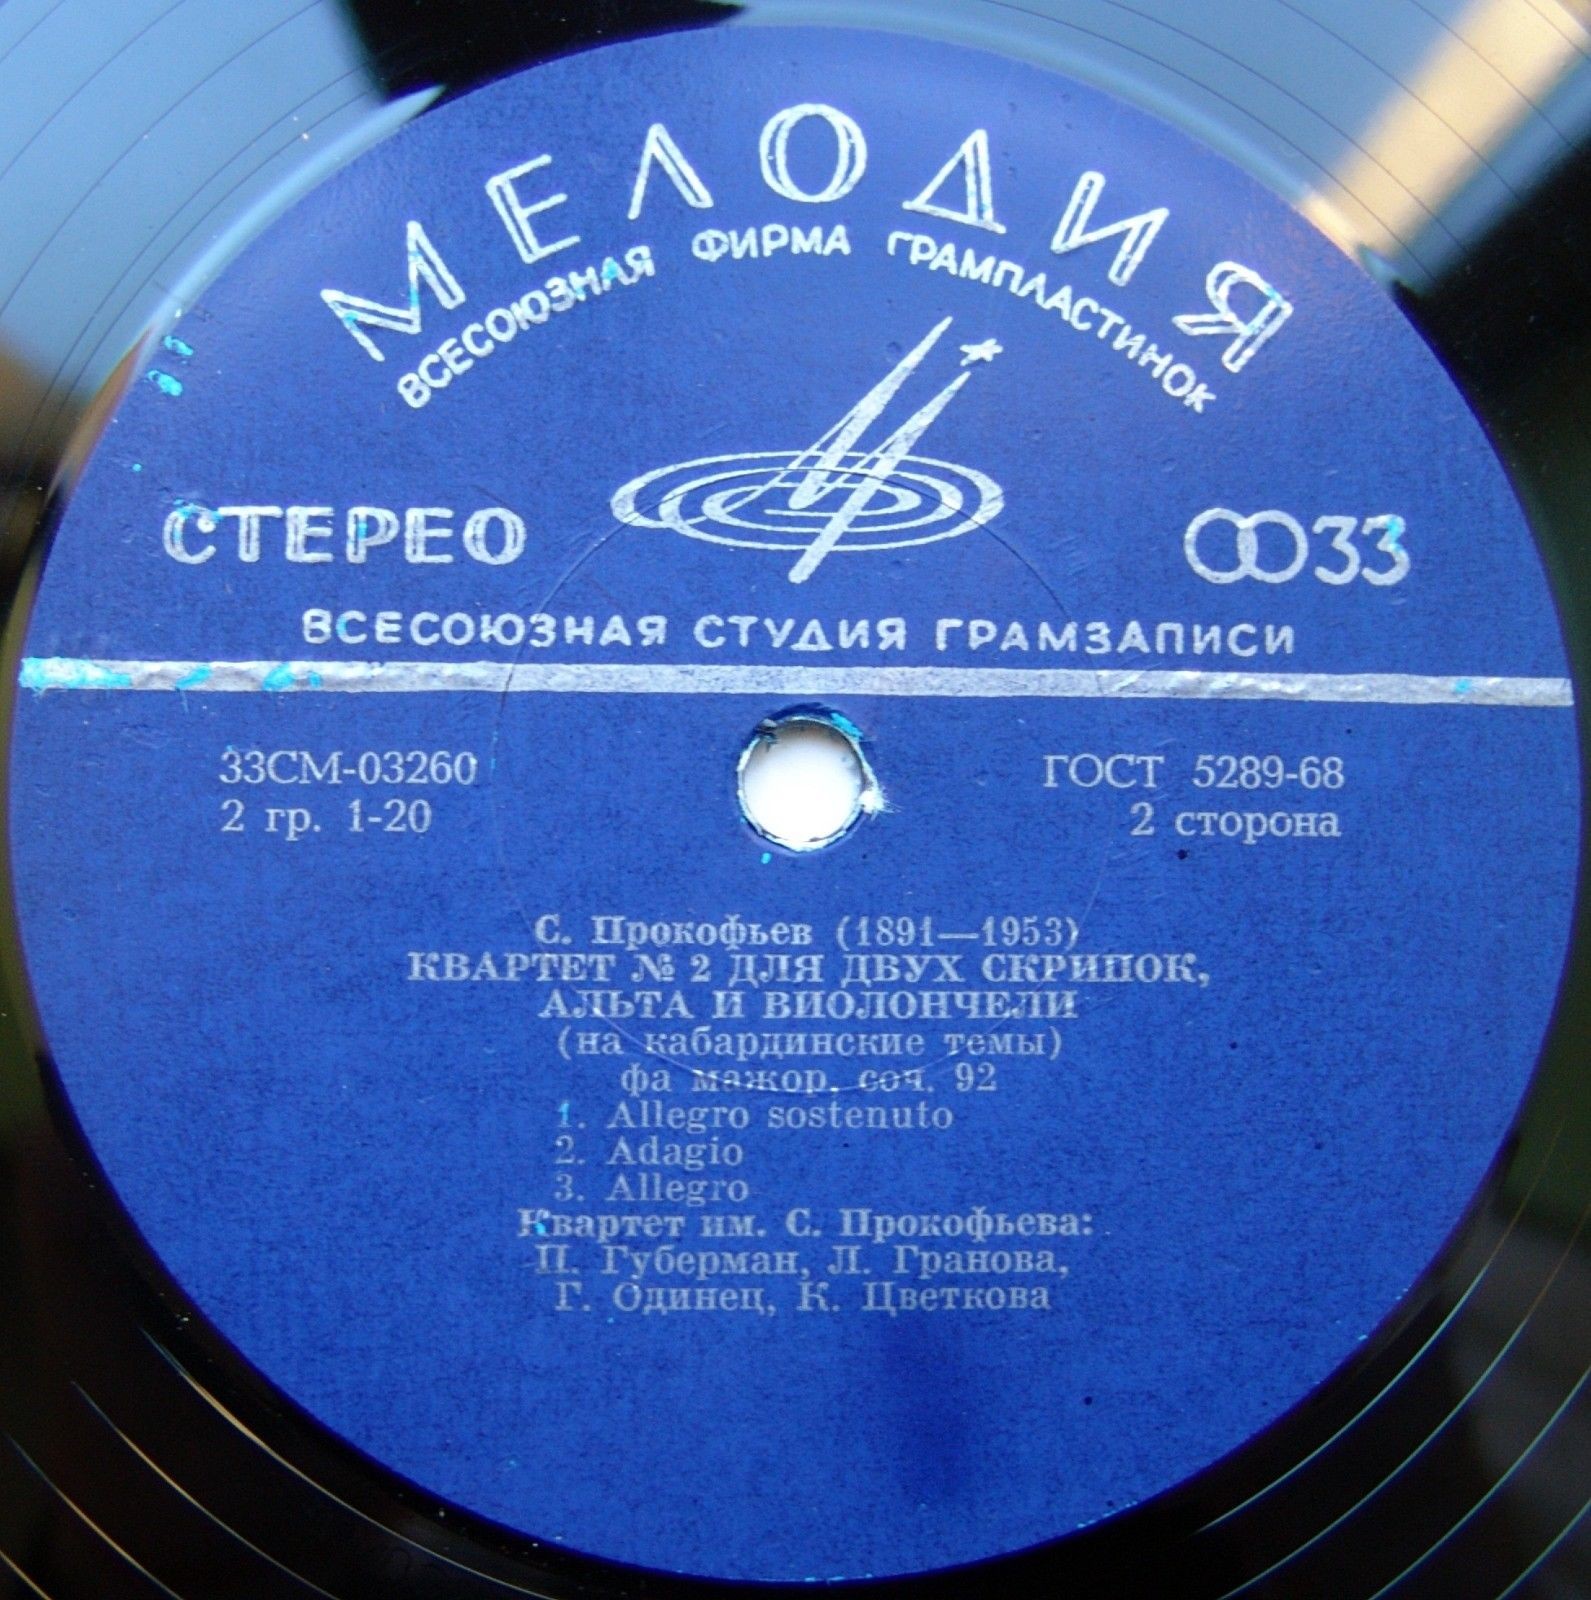 МЕЛОДИЯ
ВСЕСОЮЗНАЯ ФИРМА ГРАМПЛАСТИНОК
СТЕРЕО
33
ВСЕСОЮЗНАЯ СТУДИЯ ГРАМЗАПИСИ
33СМ-03260
ГОСТ 5289-68
2 гр. 1-20
2 сторона
С. Прокофьев (1891—1953)
КВАРТЕТ № 2 ДЛЯ ДВУХ СКРИПОК,
АЛЬТА И ВИОЛОНЧЕЛИ
(на кабардинские темы)
фа мажор, соч. 92
1. Allegro sostenuto
2. Adagio
3. Allegro
Квартет им. С. Прокофьева:
П. Губерман, Л. Гранова,
Г. Одинец, К. Цветкова